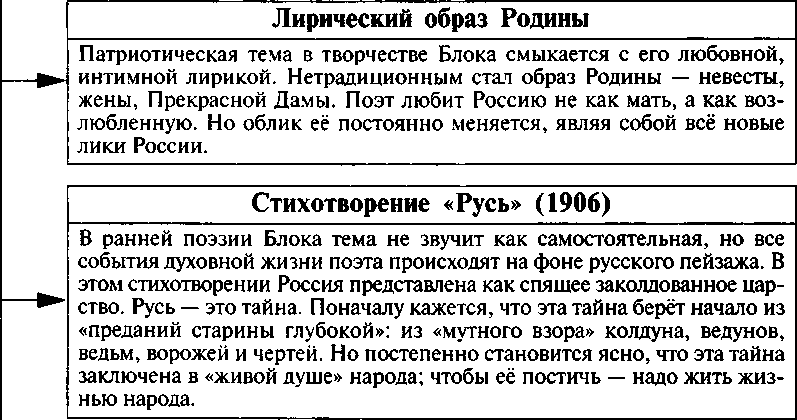 Лирический образ Родины
Патриотическая тема в творчестве Блока смыкается с его любовной,
интимной лирикой. Нетрадиционным стал образ Родины — невесты,
жены, Прекрасной Дамы. Поэт любит Россию не как мать, а как воз-
любленную. Но облик её постоянно меняется, являя собой всё новые
лики России.
Стихотворение «Русь» (1906)
В ранней поэзии Блока тема не звучит как самостоятельная, но все
события духовной жизни поэта происходят на фоне русского пейзажа. В
этом стихотворении Россия представлена как спящее заколдованное цар-
ство. Русь — это тайна. Поначалу кажется, что эта тайна берёт начало из
«преданий старины глубокой»: из «мутного взора» колдуна, ведунов,
ведьм, ворожей и чертей. Но постепенно становится ясно, что эта тайна
заключена в «живой душе» народа; чтобы её постичь — надо жить жиз-
нью народа.